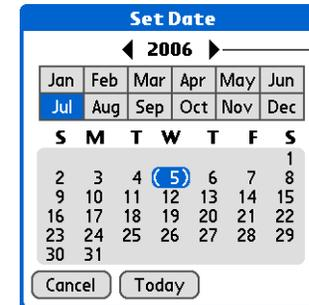 Set Date
2006
Jan Feb Mar Apr May Jun
Jul Aug Sep Oct Nov Dec
S M T W T F S
1
2 3 4 5 6 7 8
9 10 11 12 13 14 15
16 17 18 19 20 21 22
23 24 25 26 27 28 29
30 31
Cancel Today